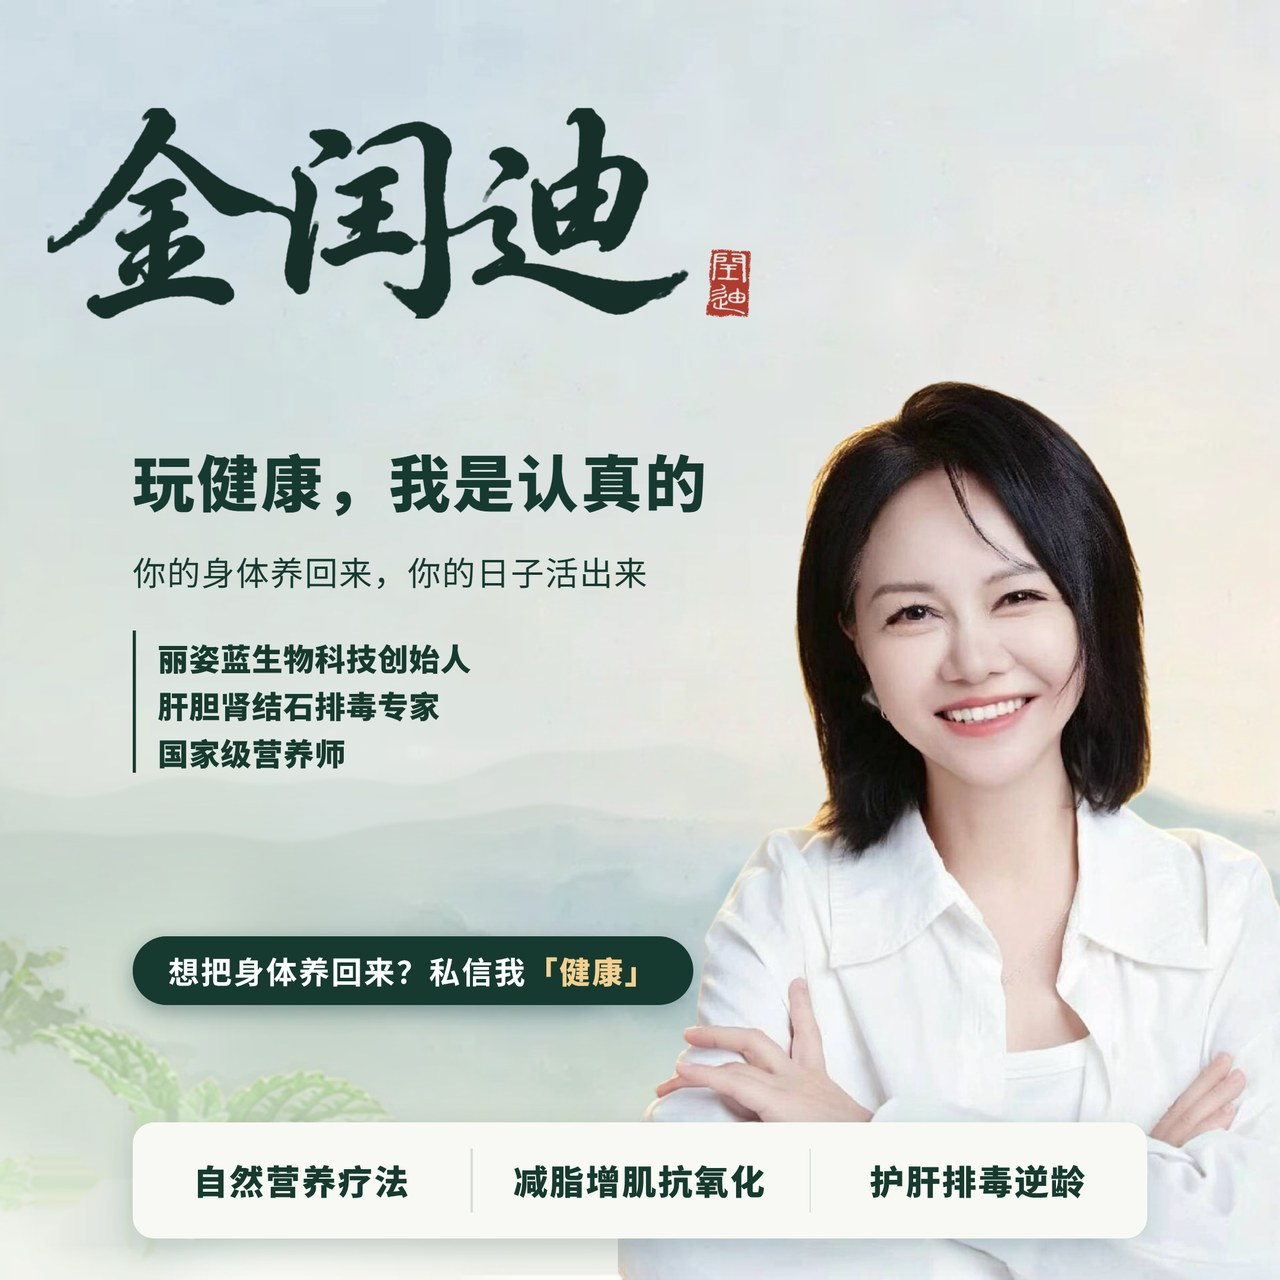 金闰迪
閏迪
玩健康，我是认真的
你的身体养回来，你的日子活出来
丽姿蓝生物科技创始人
肝胆肾结石排毒专家
国家级营养师
想把身体养回来？私信我「健康」
自然营养疗法
减脂增肌抗氧化
护肝排毒逆龄